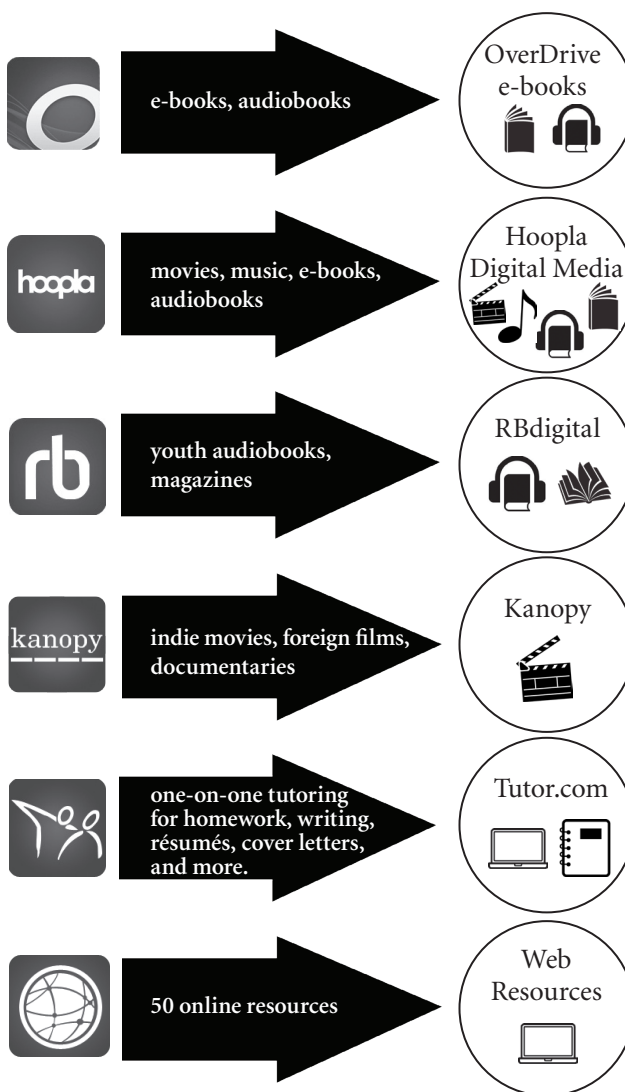 e-books, audiobooks
OverDrive
e-books
hoopla
movies, music, e-books,
audiobooks
Hoopla
Digital Media
rb
youth audiobooks,
magazines
RBdigital
kanopy
indie movies, foreign films,
documentaries
Kanopy
one-on-one tutoring
for homework, writing,
résumés, cover letters,
and more.
Tutor.com
50 online resources
Web
Resources